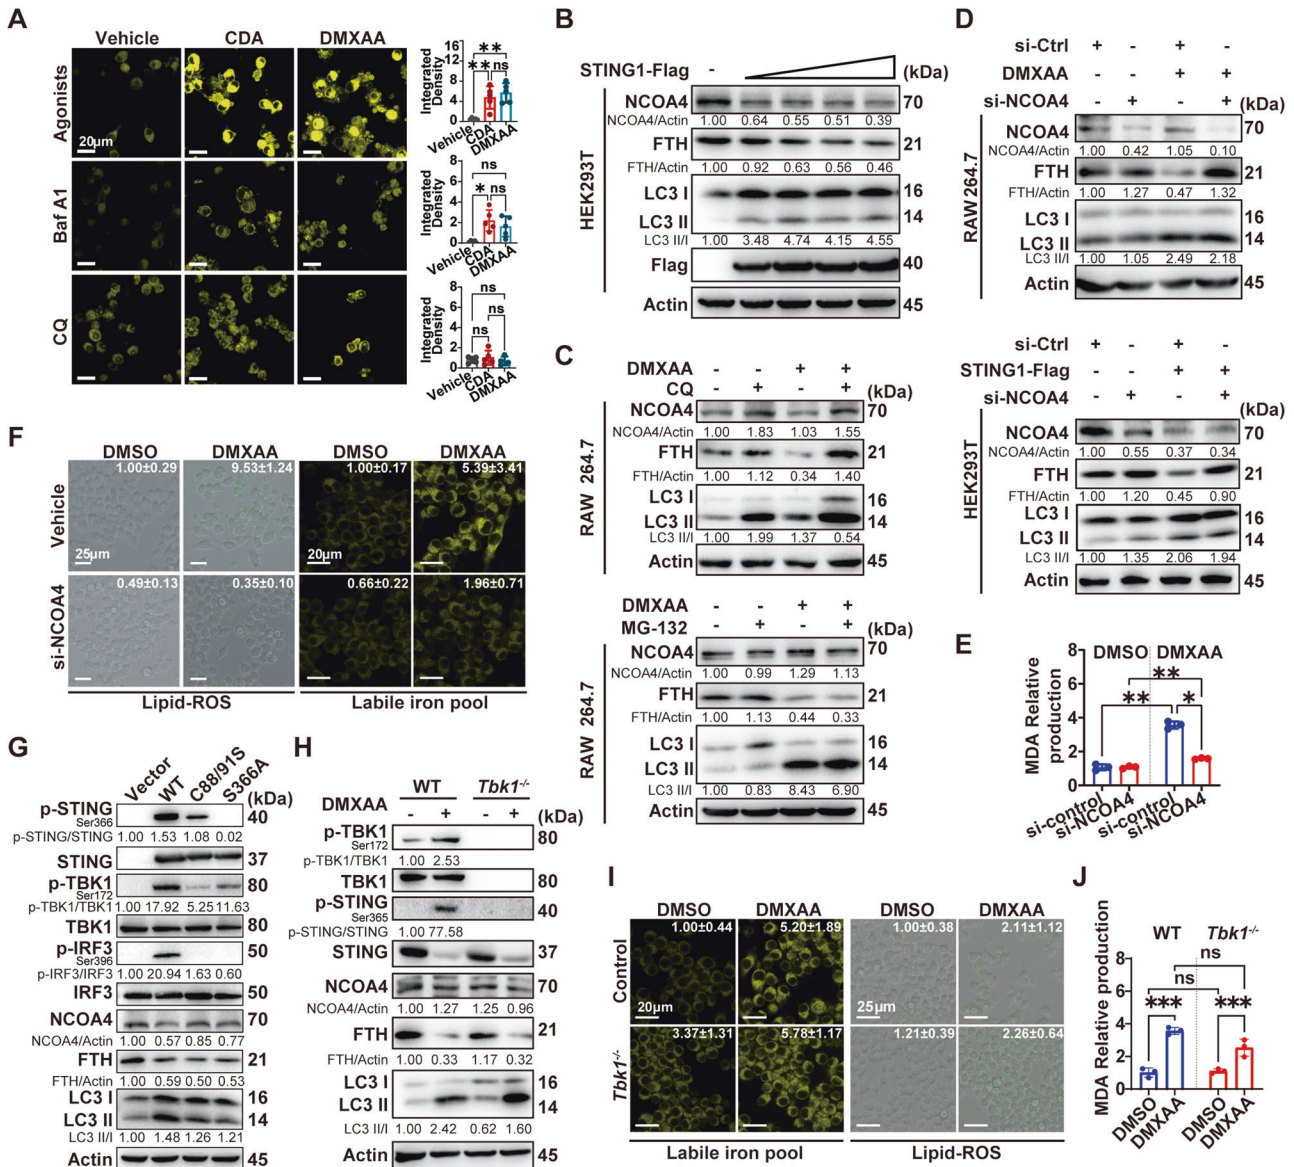 A
Vehicle CDA DMXAA
Agonists
20μm
Baf A1
CQ
Integrated
Density
16
12
8
4
0
** 
** ns
Vehicle
CDA
DMXAA
Integrated
Density
8
6
4
2
0
ns
* ns
Vehicle
CDA
DMXAA
Integrated
Density
8
6
4
2
0
ns
ns
ns
Vehicle
CDA
DMXAA
B
STING1-Flag - (kDa)
HEK293T
NCOA4 70
NCOA4/Actin 1.00 0.64 0.55 0.51 0.39
FTH 21
FTH/Actin 1.00 0.92 0.63 0.56 0.46
LC3 I 16
LC3 II 14
LC3 II/I 1.00 3.48 4.74 4.15 4.55
Flag 40
Actin 45
C
DMXAA - - + +
CQ - + - + (kDa)
RAW 264.7
NCOA4 70
NCOA4/Actin 1.00 1.83 1.03 1.55
FTH 21
FTH/Actin 1.00 1.12 0.34 1.40
LC3 I 16
LC3 II 14
LC3 II/I 1.00 1.99 1.37 0.54
Actin 45
DMXAA - - + +
MG-132 - + - + (kDa)
RAW 264.7
NCOA4 70
NCOA4/Actin 1.00 0.99 1.29 1.13
FTH 21
FTH/Actin 1.00 1.13 0.44 0.33
LC3 I 16
LC3 II 14
LC3 II/I 1.00 0.83 8.43 6.90
Actin 45
D
si-Ctrl + - + -
DMXAA - - + +
si-NCOA4 - + - + (kDa)
RAW264.7
NCOA4 70
NCOA4/Actin 1.00 0.42 1.05 0.10
FTH 21
FTH/Actin 1.00 1.27 0.47 1.32
LC3 I 16
LC3 II 14
LC3 II/I 1.00 1.05 2.49 2.18
Actin 45
si-Ctrl + - + -
STING1-Flag - - + +
si-NCOA4 - + - + (kDa)
HEK293T
NCOA4 70
NCOA4/Actin 1.00 0.55 0.37 0.34
FTH 21
FTH/Actin 1.00 1.20 0.45 0.90
LC3 I 16
LC3 II 14
LC3 II/I 1.00 1.35 2.06 1.94
Actin 45
E
DMSO DMXAA
MDA Relative
production
8
6
4
2
0
**
** *
si-control
si-NCOA4
si-control
si-NCOA4
F
DMSO DMXAA DMSO DMXAA
Vehicle
1.00±0.29 9.53±1.24 1.00±0.17 5.39±3.41
25μm 20μm
si-NCOA4
0.49±0.13 0.35±0.10 0.66±0.22 1.96±0.71
Lipid-ROS Labile iron pool
G
Vector WT C88/91S S366A (kDa)
p-STING 40
Ser366
p-STING/STING 1.00 1.53 1.08 0.02
STING 37
p-TBK1 80
Ser172
p-TBK1/TBK1 1.00 17.92 5.25 11.63
TBK1 80
p-IRF3 50
Ser396
p-IRF3/IRF3 1.00 20.94 1.63 0.60
IRF3 50
NCOA4 70
NCOA4/Actin 1.00 0.57 0.85 0.77
FTH 21
FTH/Actin 1.00 0.59 0.50 0.53
LC3 I 16
LC3 II 14
LC3 II/I 1.00 1.48 1.26 1.21
Actin 45
H
WT Tbk1-/-
DMXAA - + - + (kDa)
p-TBK1 80
Ser172
p-TBK1/TBK1 1.00 2.53
TBK1 80
p-STING 40
Ser365
p-STING/STING 1.00 77.58
STING 37
NCOA4 70
NCOA4/Actin 1.00 1.27 1.25 0.96
FTH 21
FTH/Actin 1.00 0.33 1.17 0.32
LC3 I 16
LC3 II 14
LC3 II/I 1.00 2.42 0.62 1.60
Actin 45
I
DMSO DMXAA DMSO DMXAA
Control
1.00±0.44 5.20±1.89 1.00±0.38 2.11±1.12
20μm 25μm
Tbk1-/-
3.37±1.31 5.78±1.17 1.21±0.39 2.26±0.64
Labile iron pool Lipid-ROS
J
WT Tbk1-/-
MDA Relative production
8
6
4
2
0
ns
ns
*** ***
DMSO
DMXAA
DMSO
DMXAA